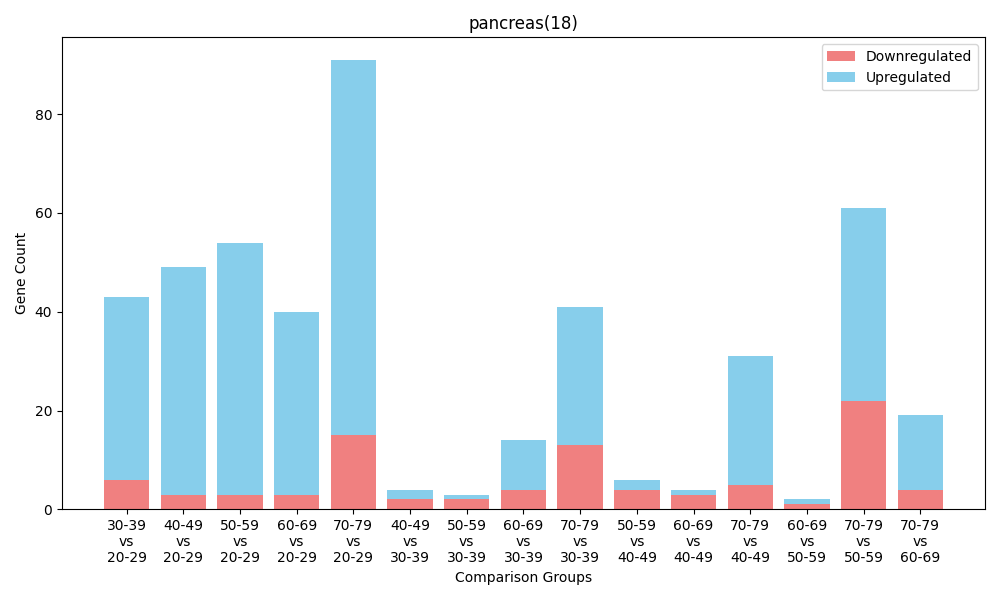 pancreas(18)
Downregulated
Upregulated
Gene Count
80
60
40
20
0
30-39
vs
20-29
40-49
vs
20-29
50-59
vs
20-29
60-69
vs
20-29
70-79
vs
20-29
40-49
vs
30-39
50-59
vs
30-39
60-69
vs
30-39
70-79
vs
30-39
50-59
vs
40-49
60-69
vs
40-49
70-79
vs
40-49
60-69
vs
50-59
70-79
vs
50-59
70-79
vs
60-69
Comparison Groups